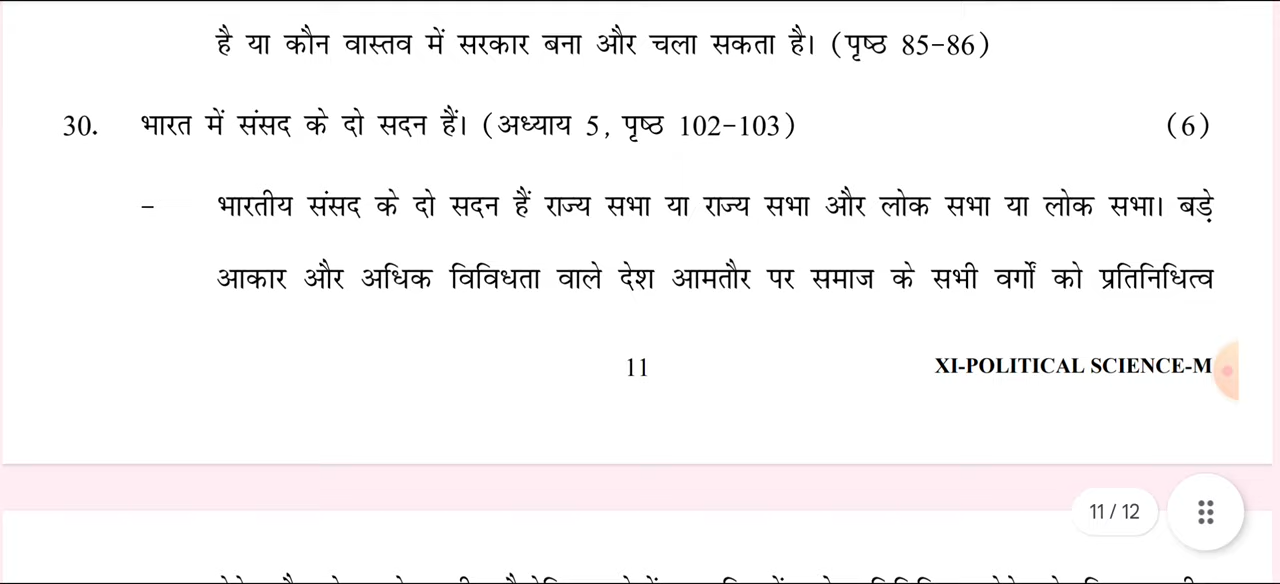 है या कौन वास्तव में सरकार बना और चला सकता है। (पृष्ठ 85-86)
30. भारत में संसद के दो सदन हैं। (अध्याय 5, पृष्ठ 102-103) (6)
- भारतीय संसद के दो सदन हैं राज्य सभा या राज्य सभा और लोक सभा या लोक सभा। बड़े
आकार और अधिक विविधता वाले देश आमतौर पर समाज के सभी वर्गों को प्रतिनिधित्व
11 XI-POLITICAL SCIENCE-M
11 / 12